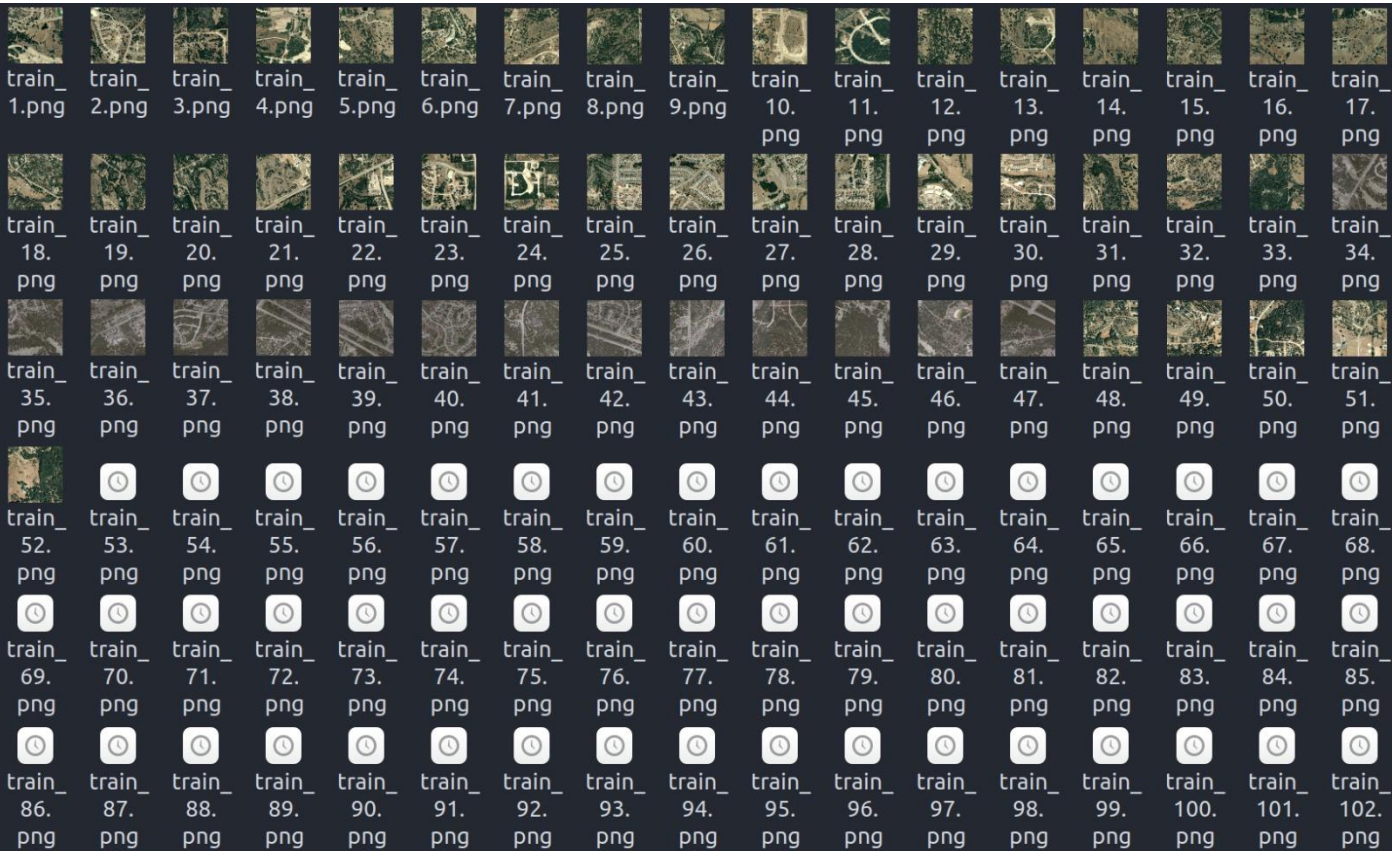 train_ train_ train_ train_ train_ train_ train_ train_ train_ train_ train_ train_ train_ train_ train_ train_ train_
1.png 2.png 3.png 4.png 5.png 6.png 7.png 8.png 9.png 10. 11. 12. 13. 14. 15. 16. 17.
png png png png png png png png
train_ train_ train_ train_ train_ train_ train_ train_ train_ train_ train_ train_ train_ train_ train_ train_ train_
18. 19. 20. 21. 22. 23. 24. 25. 26. 27. 28. 29. 30. 31. 32. 33. 34.
png png png png png png png png png png png png png png png png png
train_ train_ train_ train_ train_ train_ train_ train_ train_ train_ train_ train_ train_ train_ train_ train_ train_
35. 36. 37. 38. 39. 40. 41. 42. 43. 44. 45. 46. 47. 48. 49. 50. 51.
png png png png png png png png png png png png png png png png png
train_ train_ train_ train_ train_ train_ train_ train_ train_ train_ train_ train_ train_ train_ train_ train_ train_
52. 53. 54. 55. 56. 57. 58. 59. 60. 61. 62. 63. 64. 65. 66. 67. 68.
png png png png png png png png png png png png png png png png png
train_ train_ train_ train_ train_ train_ train_ train_ train_ train_ train_ train_ train_ train_ train_ train_ train_
69. 70. 71. 72. 73. 74. 75. 76. 77. 78. 79. 80. 81. 82. 83. 84. 85.
png png png png png png png png png png png png png png png png png
train_ train_ train_ train_ train_ train_ train_ train_ train_ train_ train_ train_ train_ train_ train_ train_ train_
86. 87. 88. 89. 90. 91. 92. 93. 94. 95. 96. 97. 98. 99. 100. 101. 102.
png png png png png png png png png png png png png png png png png